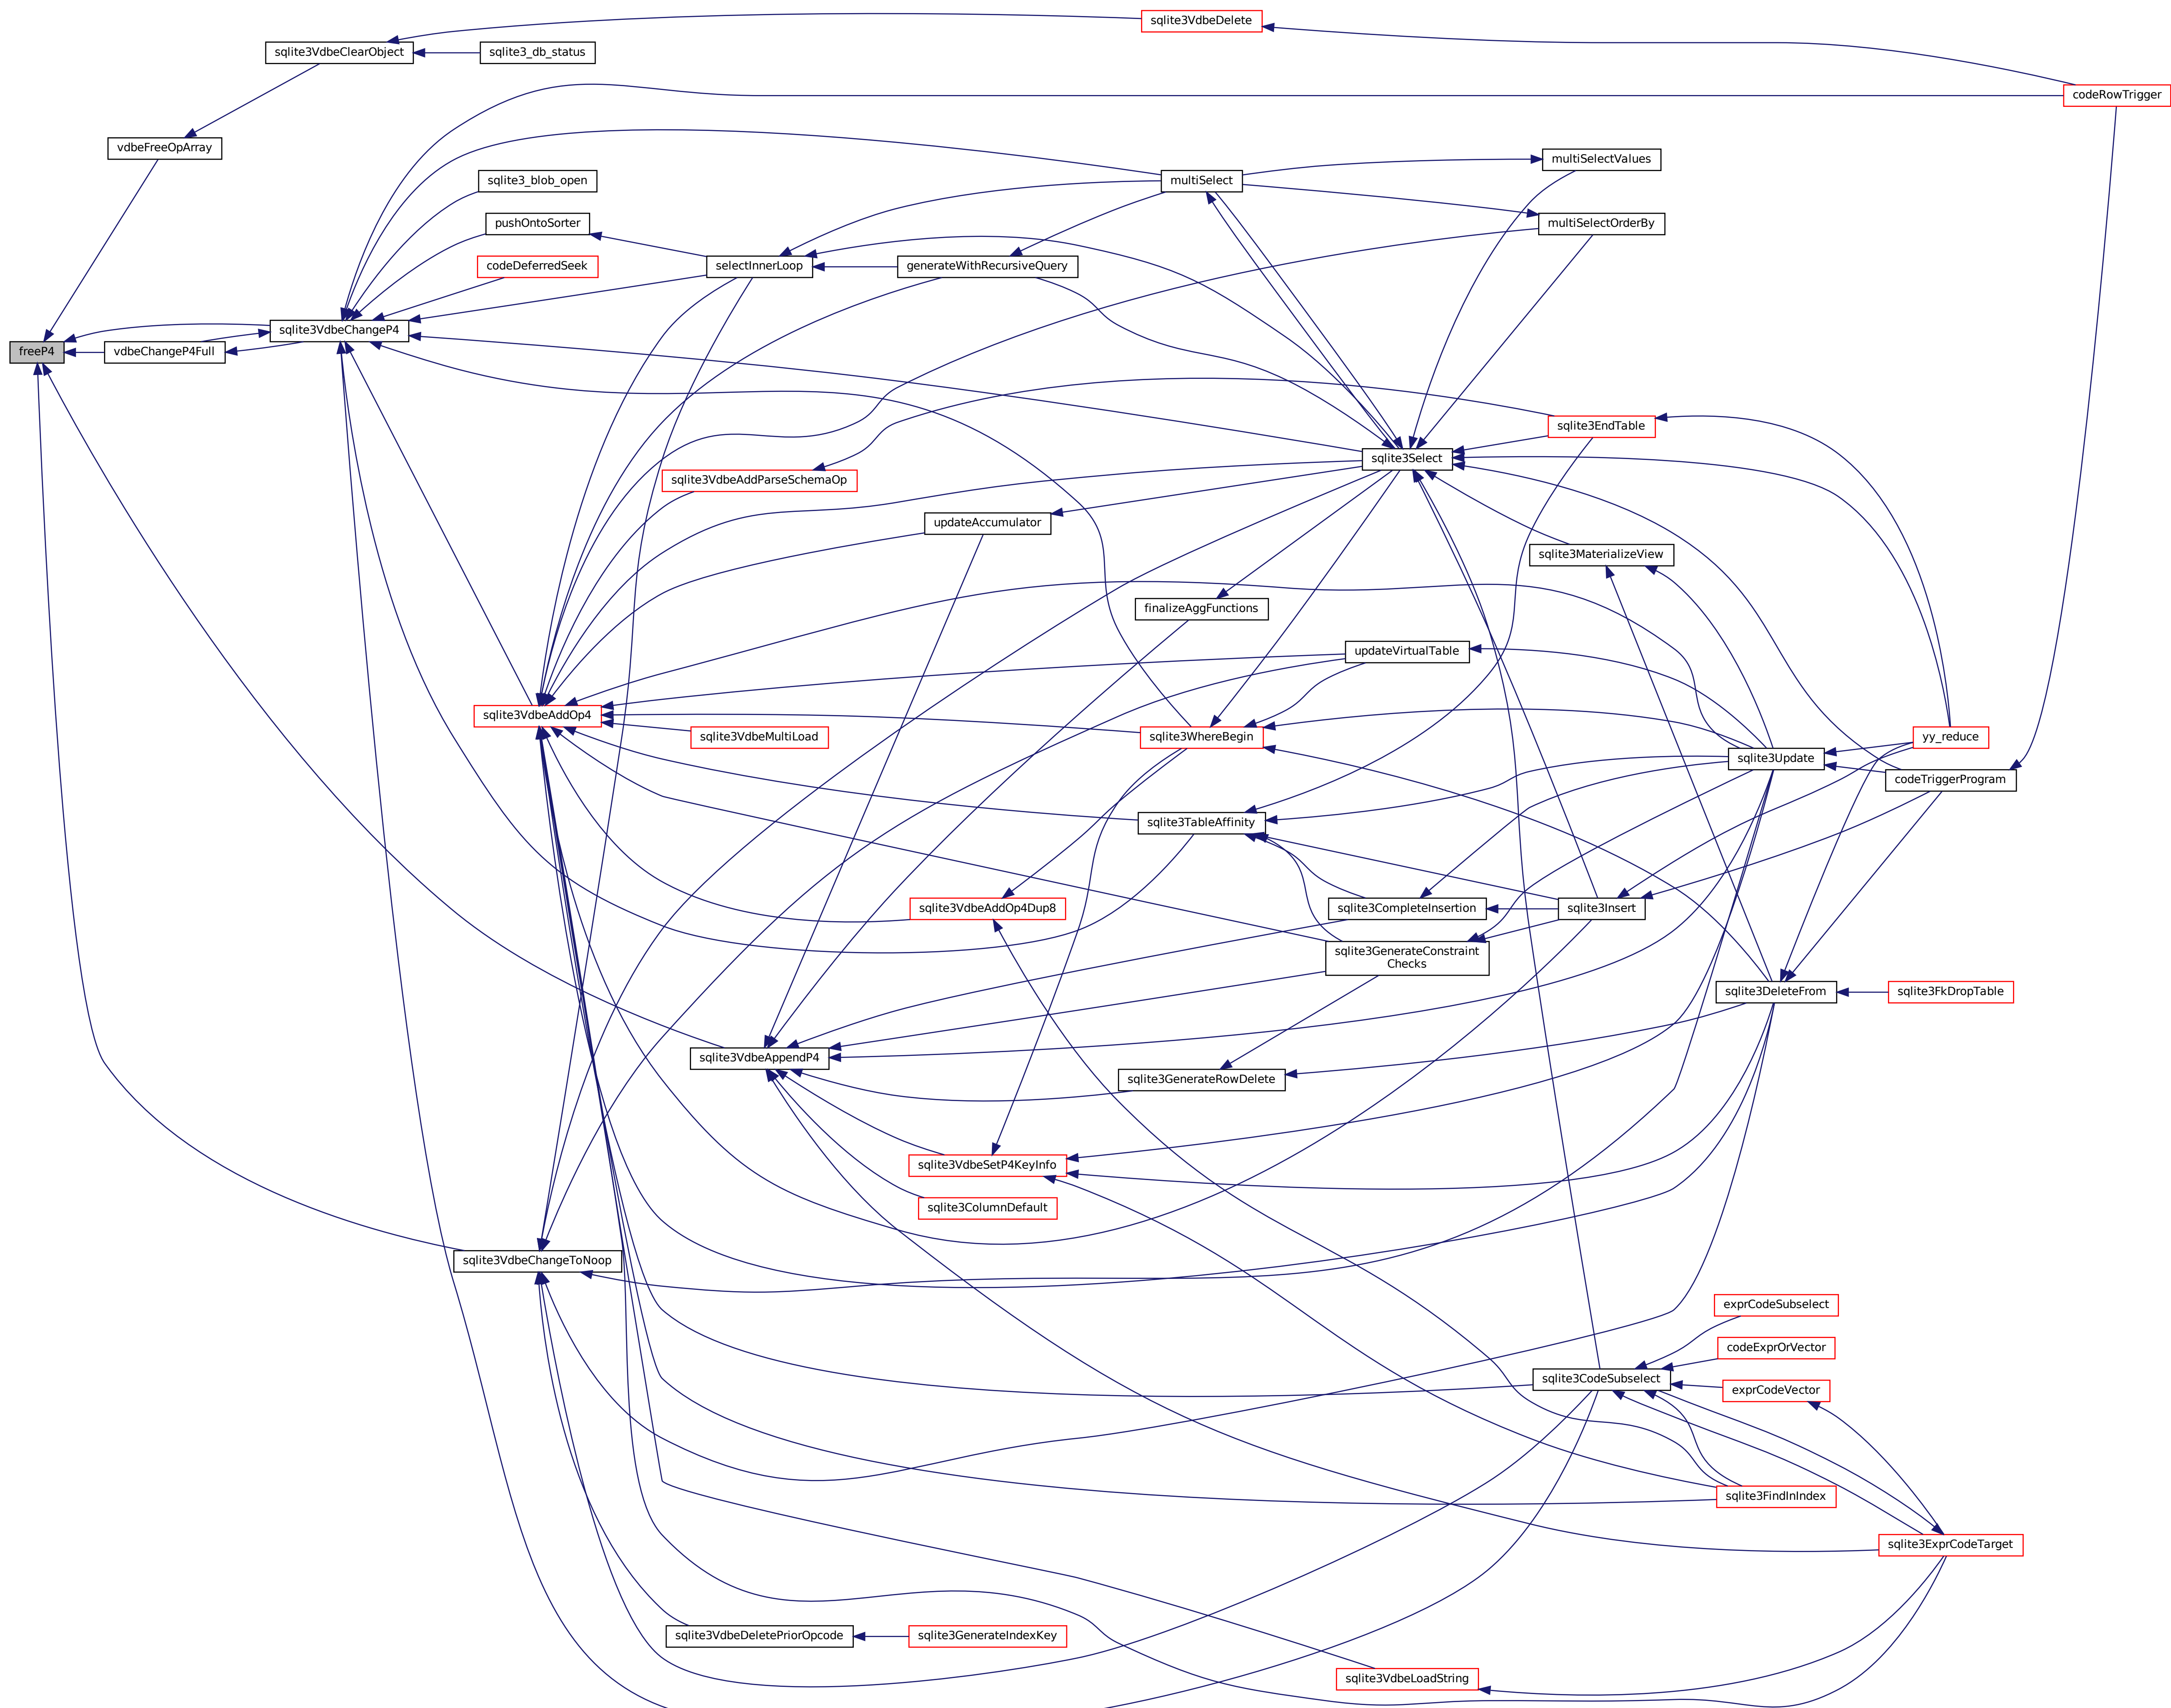 sqlite3VdbeDelete
sqlite3VdbeClearObject
sqlite3_db_status
codeRowTrigger
vdbeFreeOpArray
multiSelectValues
sqlite3_blob_open
multiSelect
pushOntoSorter
multiSelectOrderBy
codeDeferredSeek
selectInnerLoop
generateWithRecursiveQuery
sqlite3VdbeChangeP4
freeP4
vdbeChangeP4Full
sqlite3EndTable
sqlite3Select
sqlite3VdbeAddParseSchemaOp
updateAccumulator
sqlite3MaterializeView
finalizeAggFunctions
updateVirtualTable
sqlite3VdbeAddOp4
sqlite3VdbeMultiLoad
sqlite3WhereBegin
yy_reduce
sqlite3Update
codeTriggerProgram
sqlite3TableAffinity
sqlite3VdbeAddOp4Dup8
sqlite3CompleteInsertion
sqlite3Insert
sqlite3GenerateConstraint
Checks
sqlite3DeleteFrom
sqlite3FkDropTable
sqlite3VdbeAppendP4
sqlite3GenerateRowDelete
sqlite3VdbeSetP4KeyInfo
sqlite3ColumnDefault
sqlite3VdbeChangeToNoop
exprCodeSubselect
codeExprOrVector
sqlite3CodeSubselect
exprCodeVector
sqlite3FindInIndex
sqlite3ExprCodeTarget
sqlite3VdbeDeletePriorOpcode
sqlite3GenerateIndexKey
sqlite3VdbeLoadString